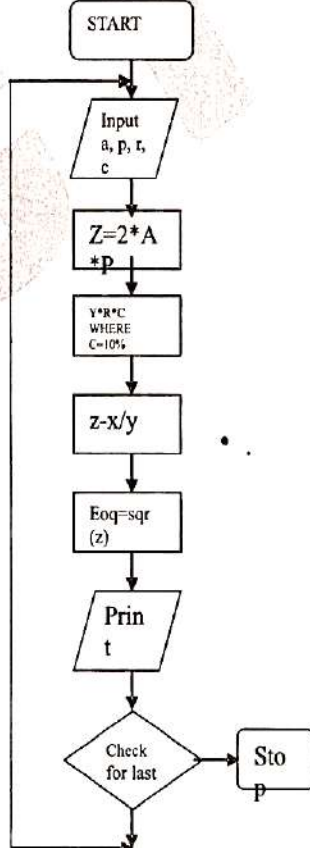 START
Input
a, p, r,
c
Z=2*A
*P
Y*R*C
WHERE
C=10%
z-x/y
Eoq=sqr
(z)
Prin
t
Check
for last
Sto
p